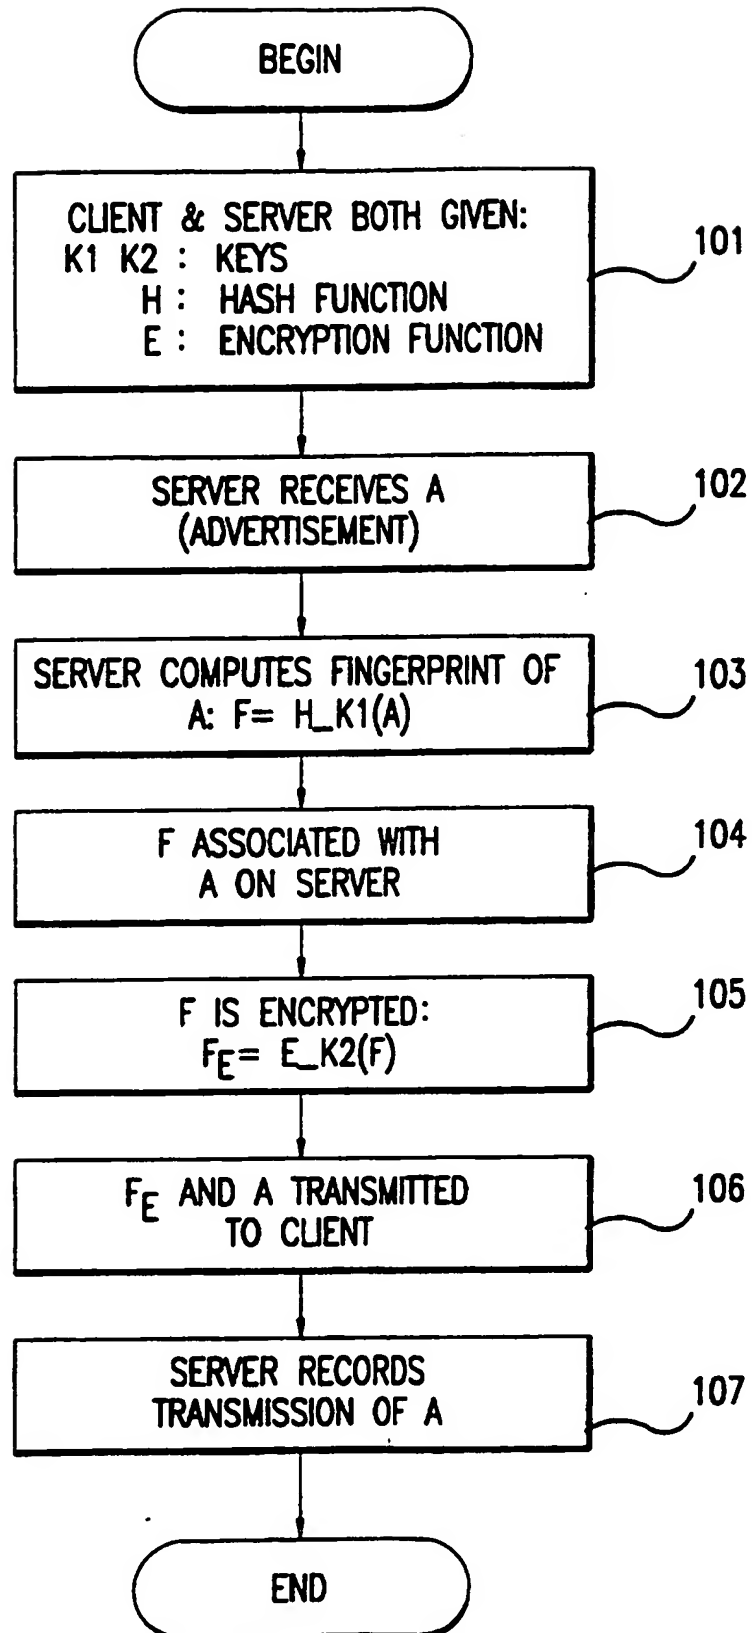 BEGIN
CLIENT & SERVER BOTH GIVEN:
K1 K2 : KEYS
H : HASH FUNCTION
E : ENCRYPTION FUNCTION
101
SERVER RECEIVES A
(ADVERTISEMENT)
102
SERVER COMPUTES FINGERPRINT OF
A: F= H_K1(A)
103
F ASSOCIATED WITH
A ON SERVER
104
F IS ENCRYPTED:
FE= E_K2(F)
105
FE AND A TRANSMITTED
TO CLIENT
106
SERVER RECORDS
TRANSMISSION OF A
107
END